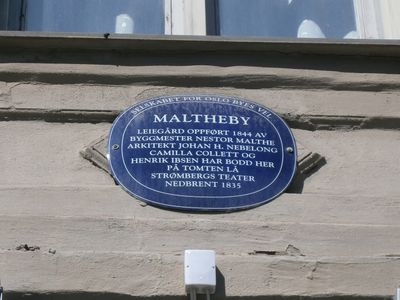 SELSKABET FOR OSLO BYES VEL
MALTHEBY
LEIEGÅRD OPPFØRT 1844 AV
BYGGMESTER NESTOR MALTHE
ARKITEKT JOHAN H. NEBELONG
CAMILLA COLLETT OG
HENRIK IBSEN HAR BODD HER
PÅ TOMTEN LÅ
STRØMBERGS TEATER
NEDBRENT 1835